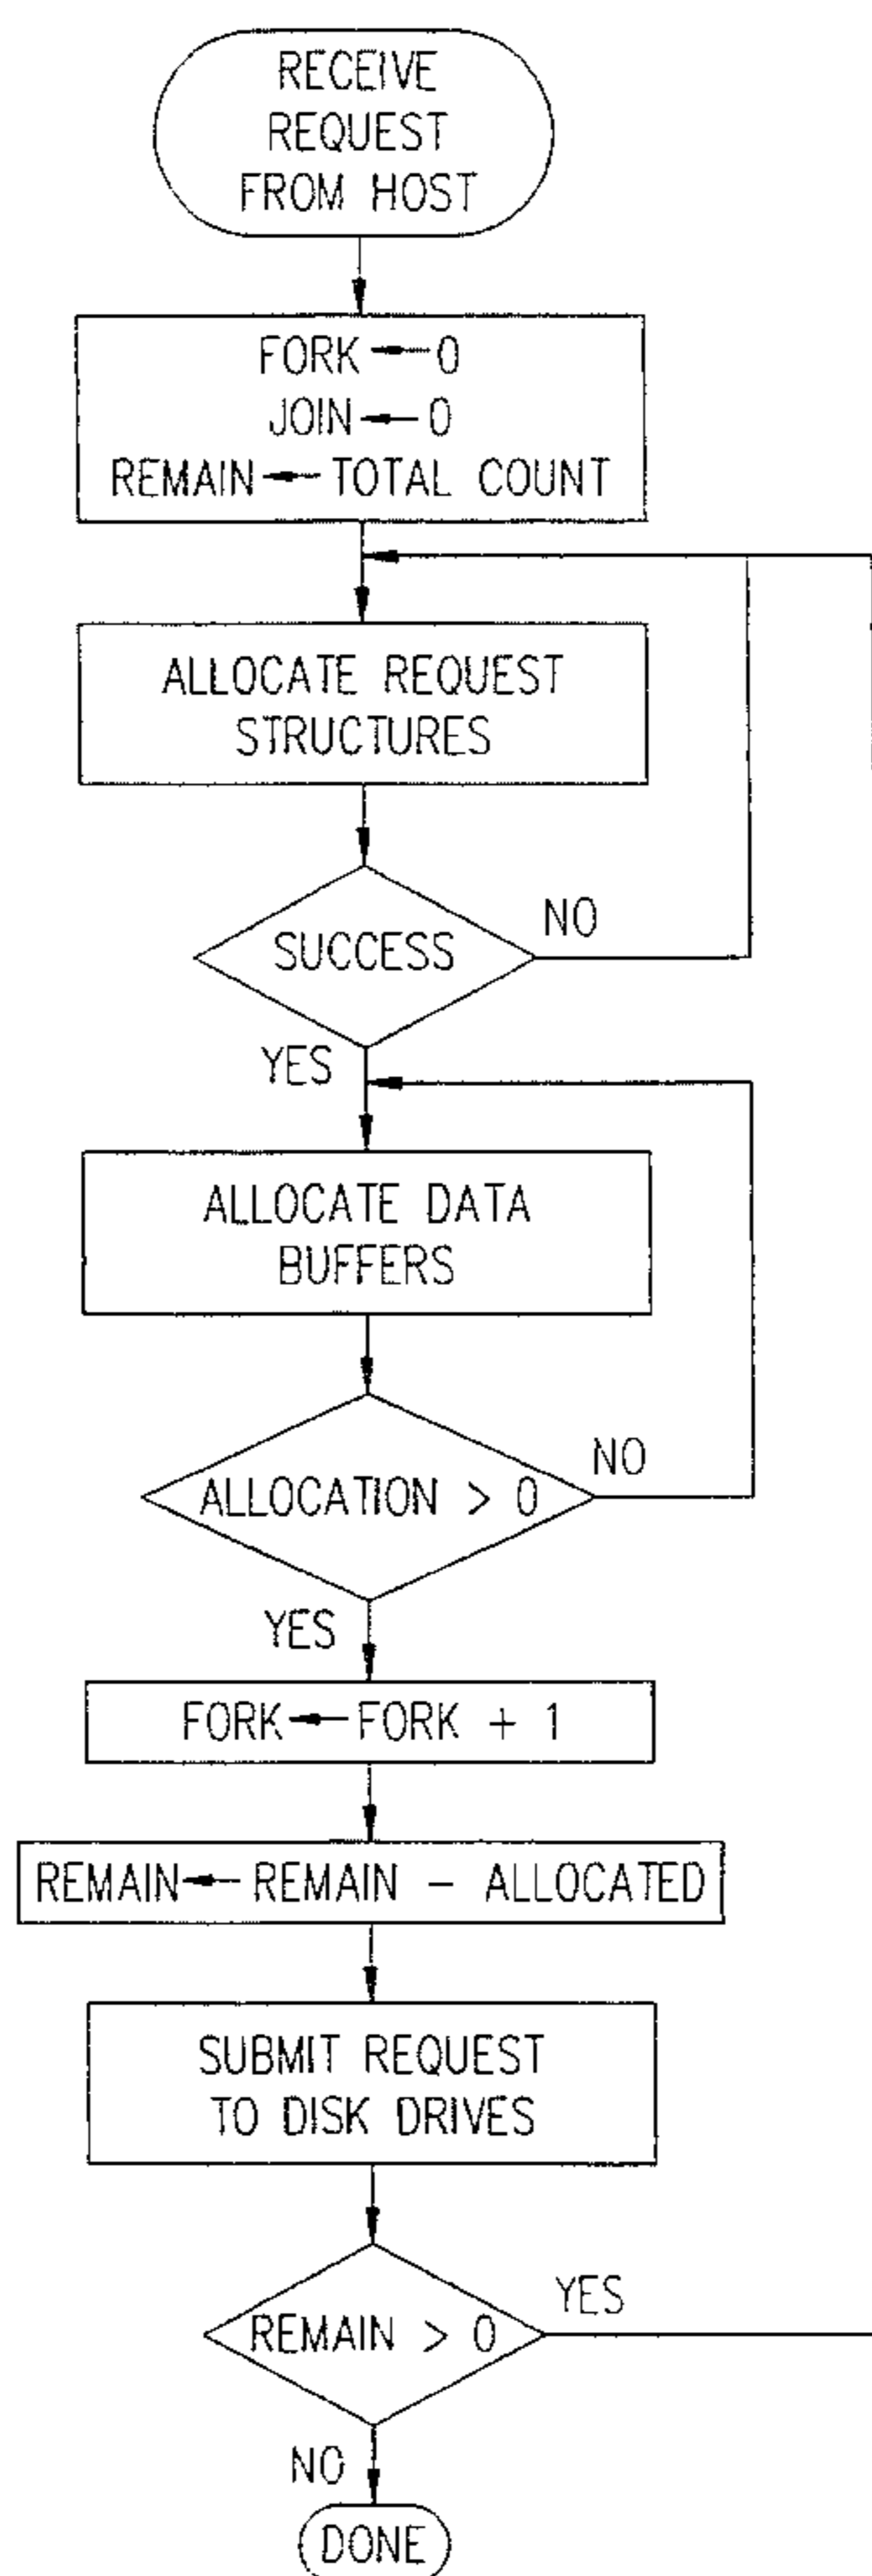 RECEIVE
REQUEST
FROM HOST
FORK ← 0
JOIN ← 0
REMAIN ← TOTAL COUNT
ALLOCATE REQUEST
STRUCTURES
SUCCESS
NO
YES
ALLOCATE DATA
BUFFERS
ALLOCATION > 0
NO
YES
FORK ← FORK + 1
REMAIN ← REMAIN - ALLOCATED
SUBMIT REQUEST
TO DISK DRIVES
REMAIN > 0
YES
NO
DONE